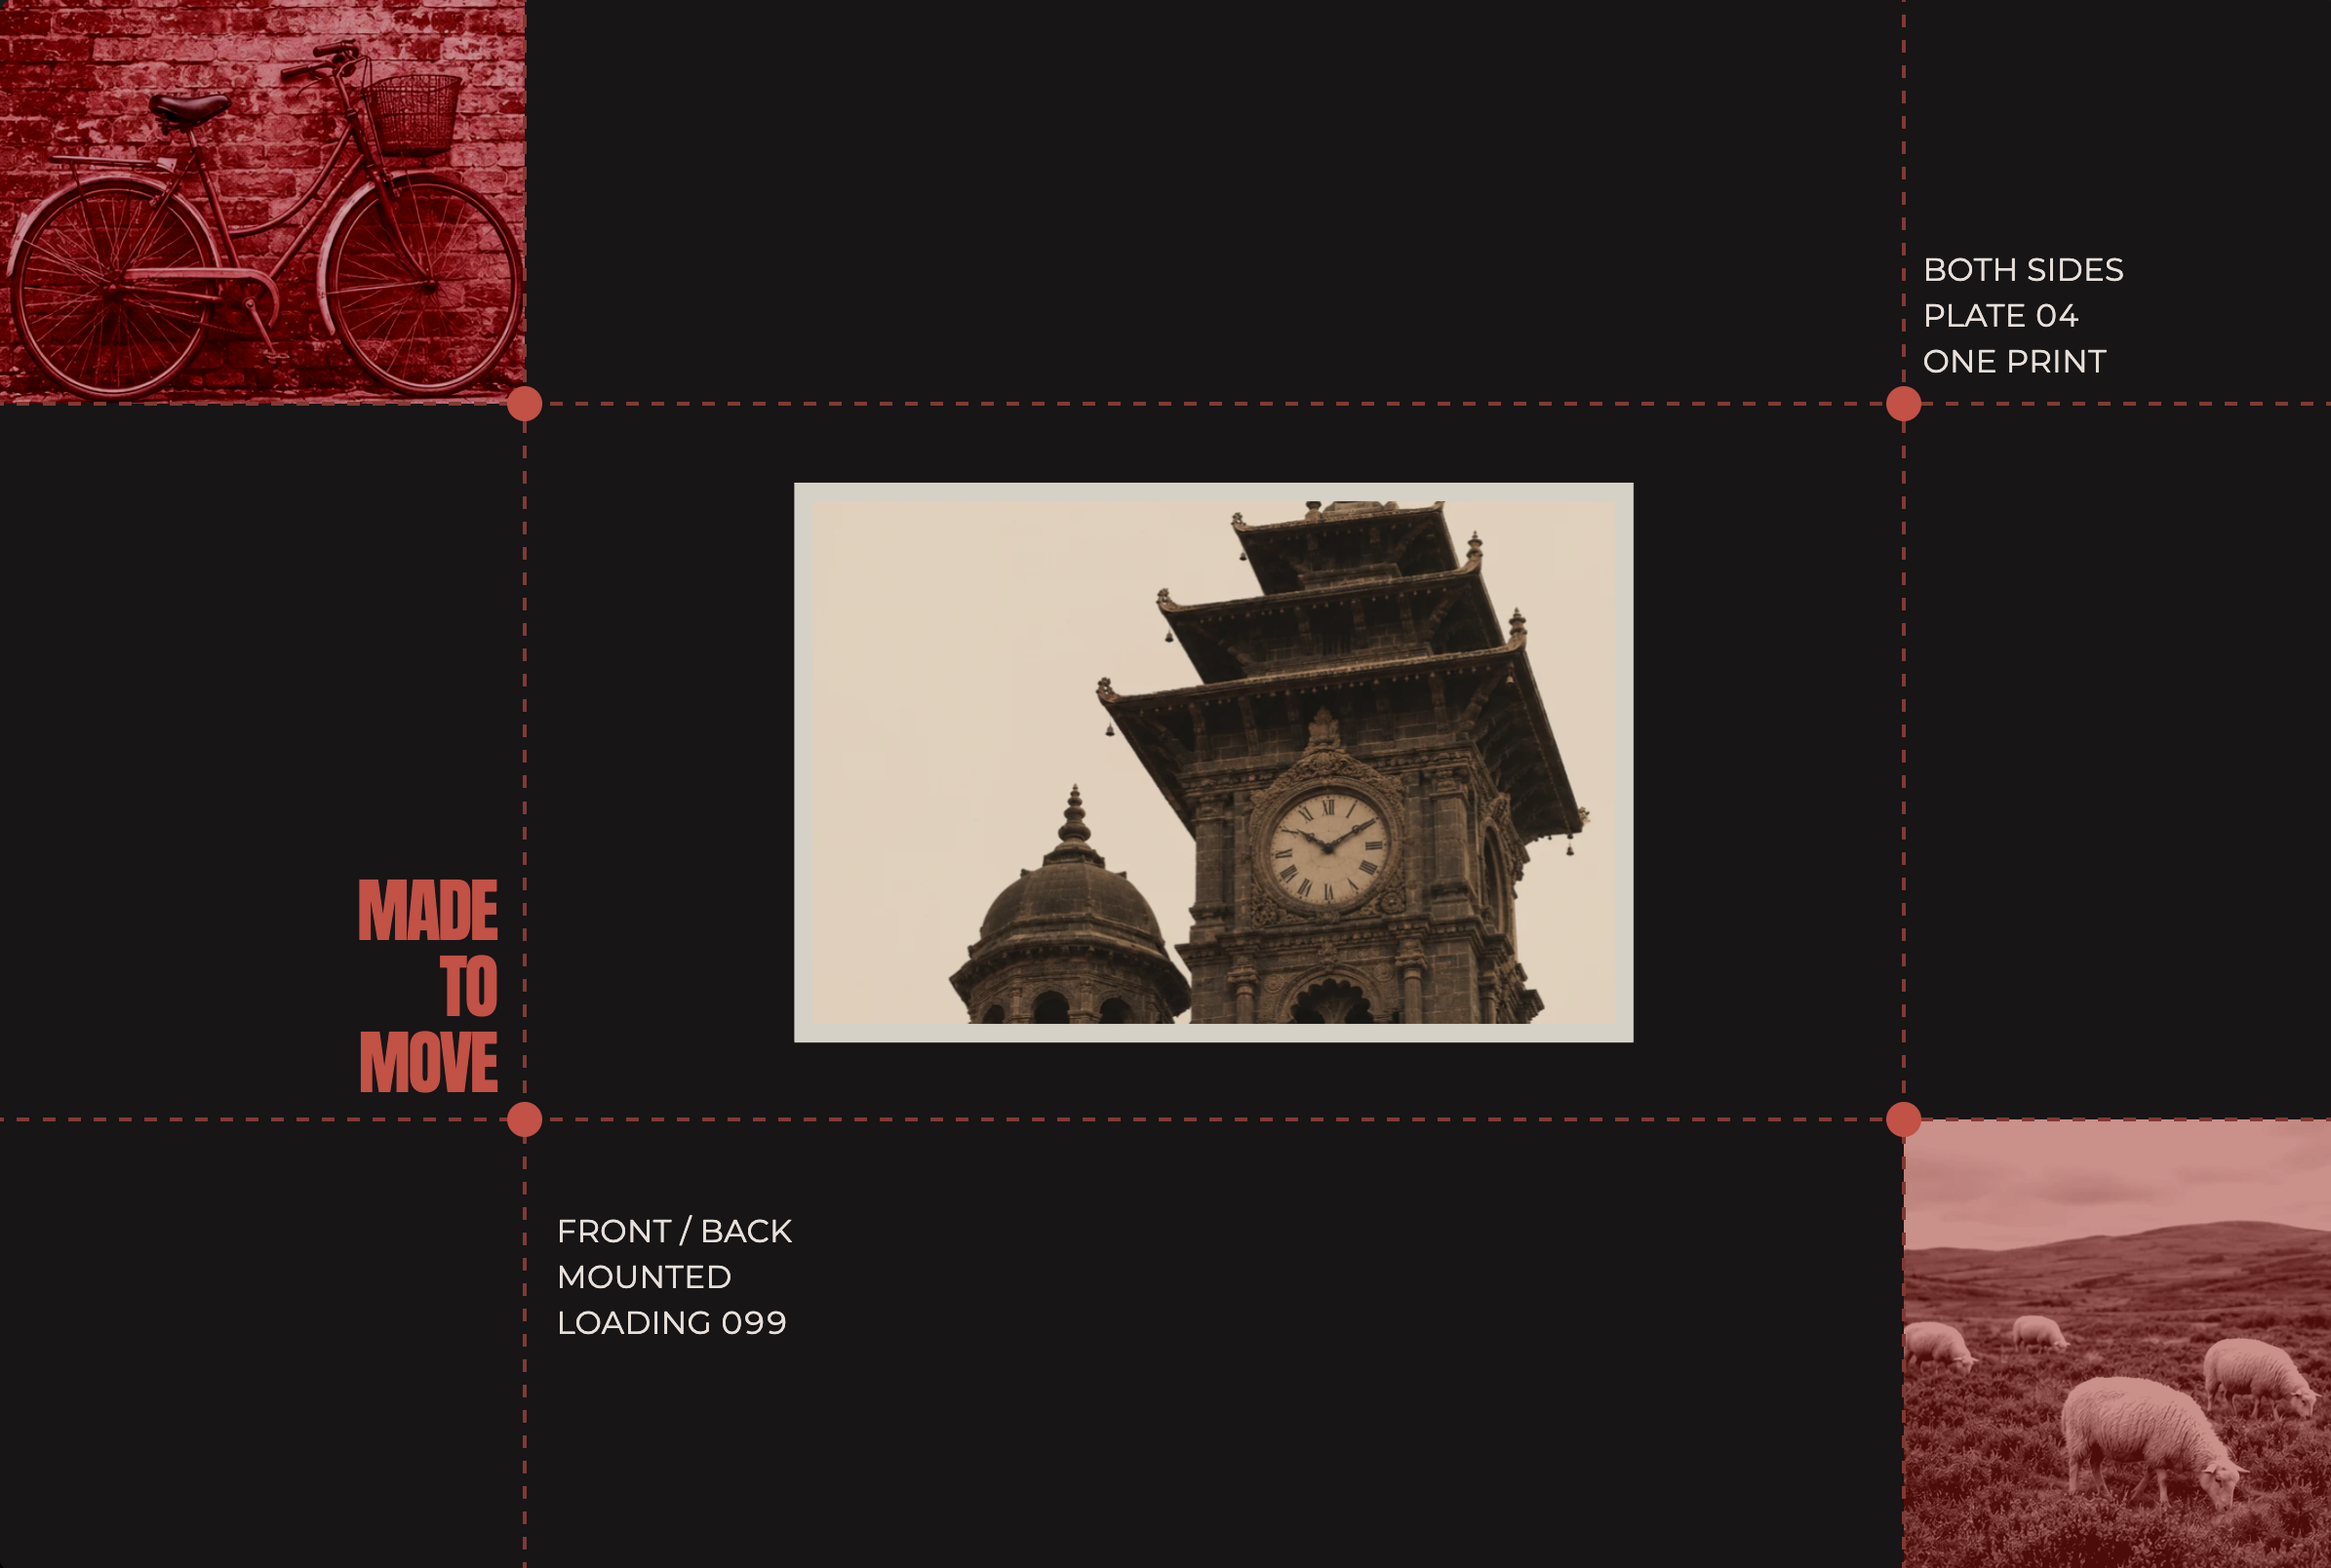 BOTH SIDES
PLATE 04
ONE PRINT
MADE
TO
MOVE
FRONT / BACK
MOUNTED
LOADING 099